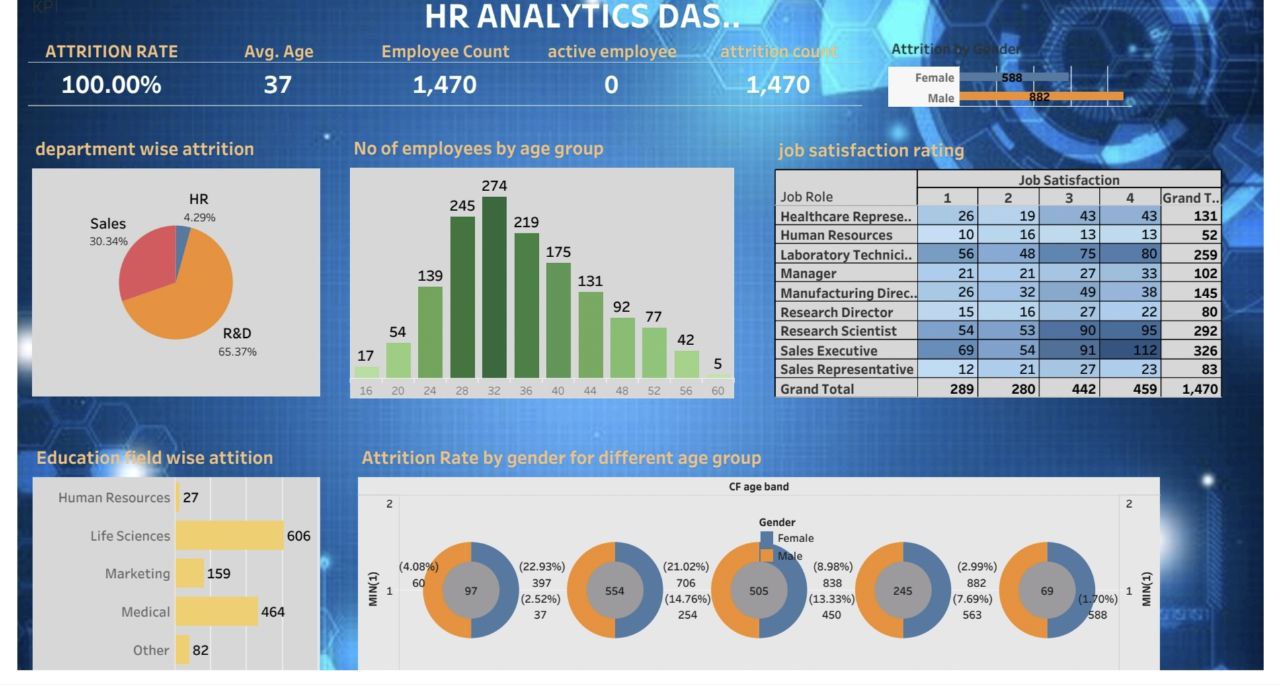 KPI
HR ANALYTICS DAS..
ATTRITION RATE Avg. Age Employee Count active employee attrition count
100.00% 37 1,470 0 1,470
Attrition by Gender
Female 588
Male 882
department wise attrition
HR
4.29%
Sales
30.34%
R&D
65.37%
No of employees by age group
17 54 139 245 274 219 175 131 92 77 42 5
16 20 24 28 32 36 40 44 48 52 56 60
job satisfaction rating
Job Satisfaction
Job Role 1 2 3 4 Grand T..
Healthcare Represe.. 26 19 43 43 131
Human Resources 10 16 13 13 52
Laboratory Technici.. 56 48 75 80 259
Manager 21 21 27 33 102
Manufacturing Direc.. 26 32 49 38 145
Research Director 15 16 27 22 80
Research Scientist 54 53 90 95 292
Sales Executive 69 54 91 112 326
Sales Representative 12 21 27 23 83
Grand Total 289 280 442 459 1,470
Education field wise attition
Human Resources 27
Life Sciences 606
Marketing 159
Medical 464
Other 82
Attrition Rate by gender for different age group
CF age band
2 2
Gender
Female
Male
(4.08%) (22.93%) (21.02%) (8.98%) (2.99%)
60 397 706 838 882
MIN(1) 1 97 554 505 245 69 1 MIN(1)
(2.52%) (14.76%) (13.33%) (7.69%) (1.70%)
37 254 450 563 588